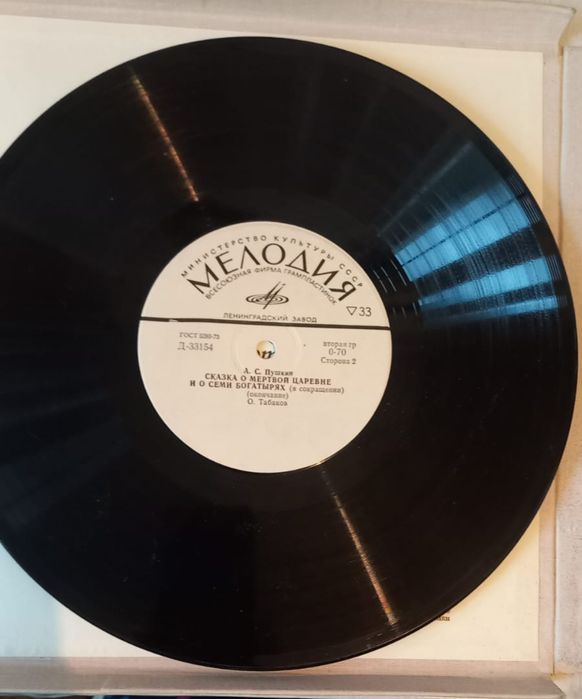 МИНИСТЕРСТВО КУЛЬТУРЫ СССР
МЕЛОДИЯ
ВСЕСОЮЗНАЯ ФИРМА ГРАМПЛАСТИНОК
▽33
ЛЕНИНГРАДСКИЙ ЗАВОД
ГОСТ 5289-73
Д-33154
вторая гр
0-70
Сторона 2
А. С. Пушкин
СКАЗКА О МЕРТВОЙ ЦАРЕВНЕ
И О СЕМИ БОГАТЫРЯХ (в сокращении)
(окончание)
О. Табаков